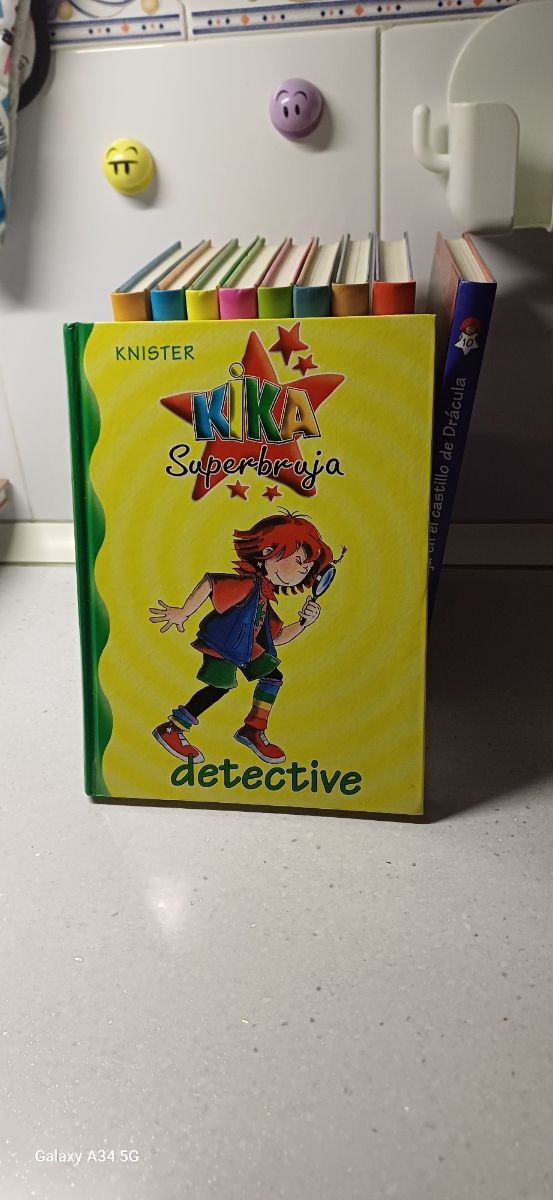 KNISTER
KIKA
Superbruja
detective
10
en el castillo de Drácula
Galaxy A34 5G